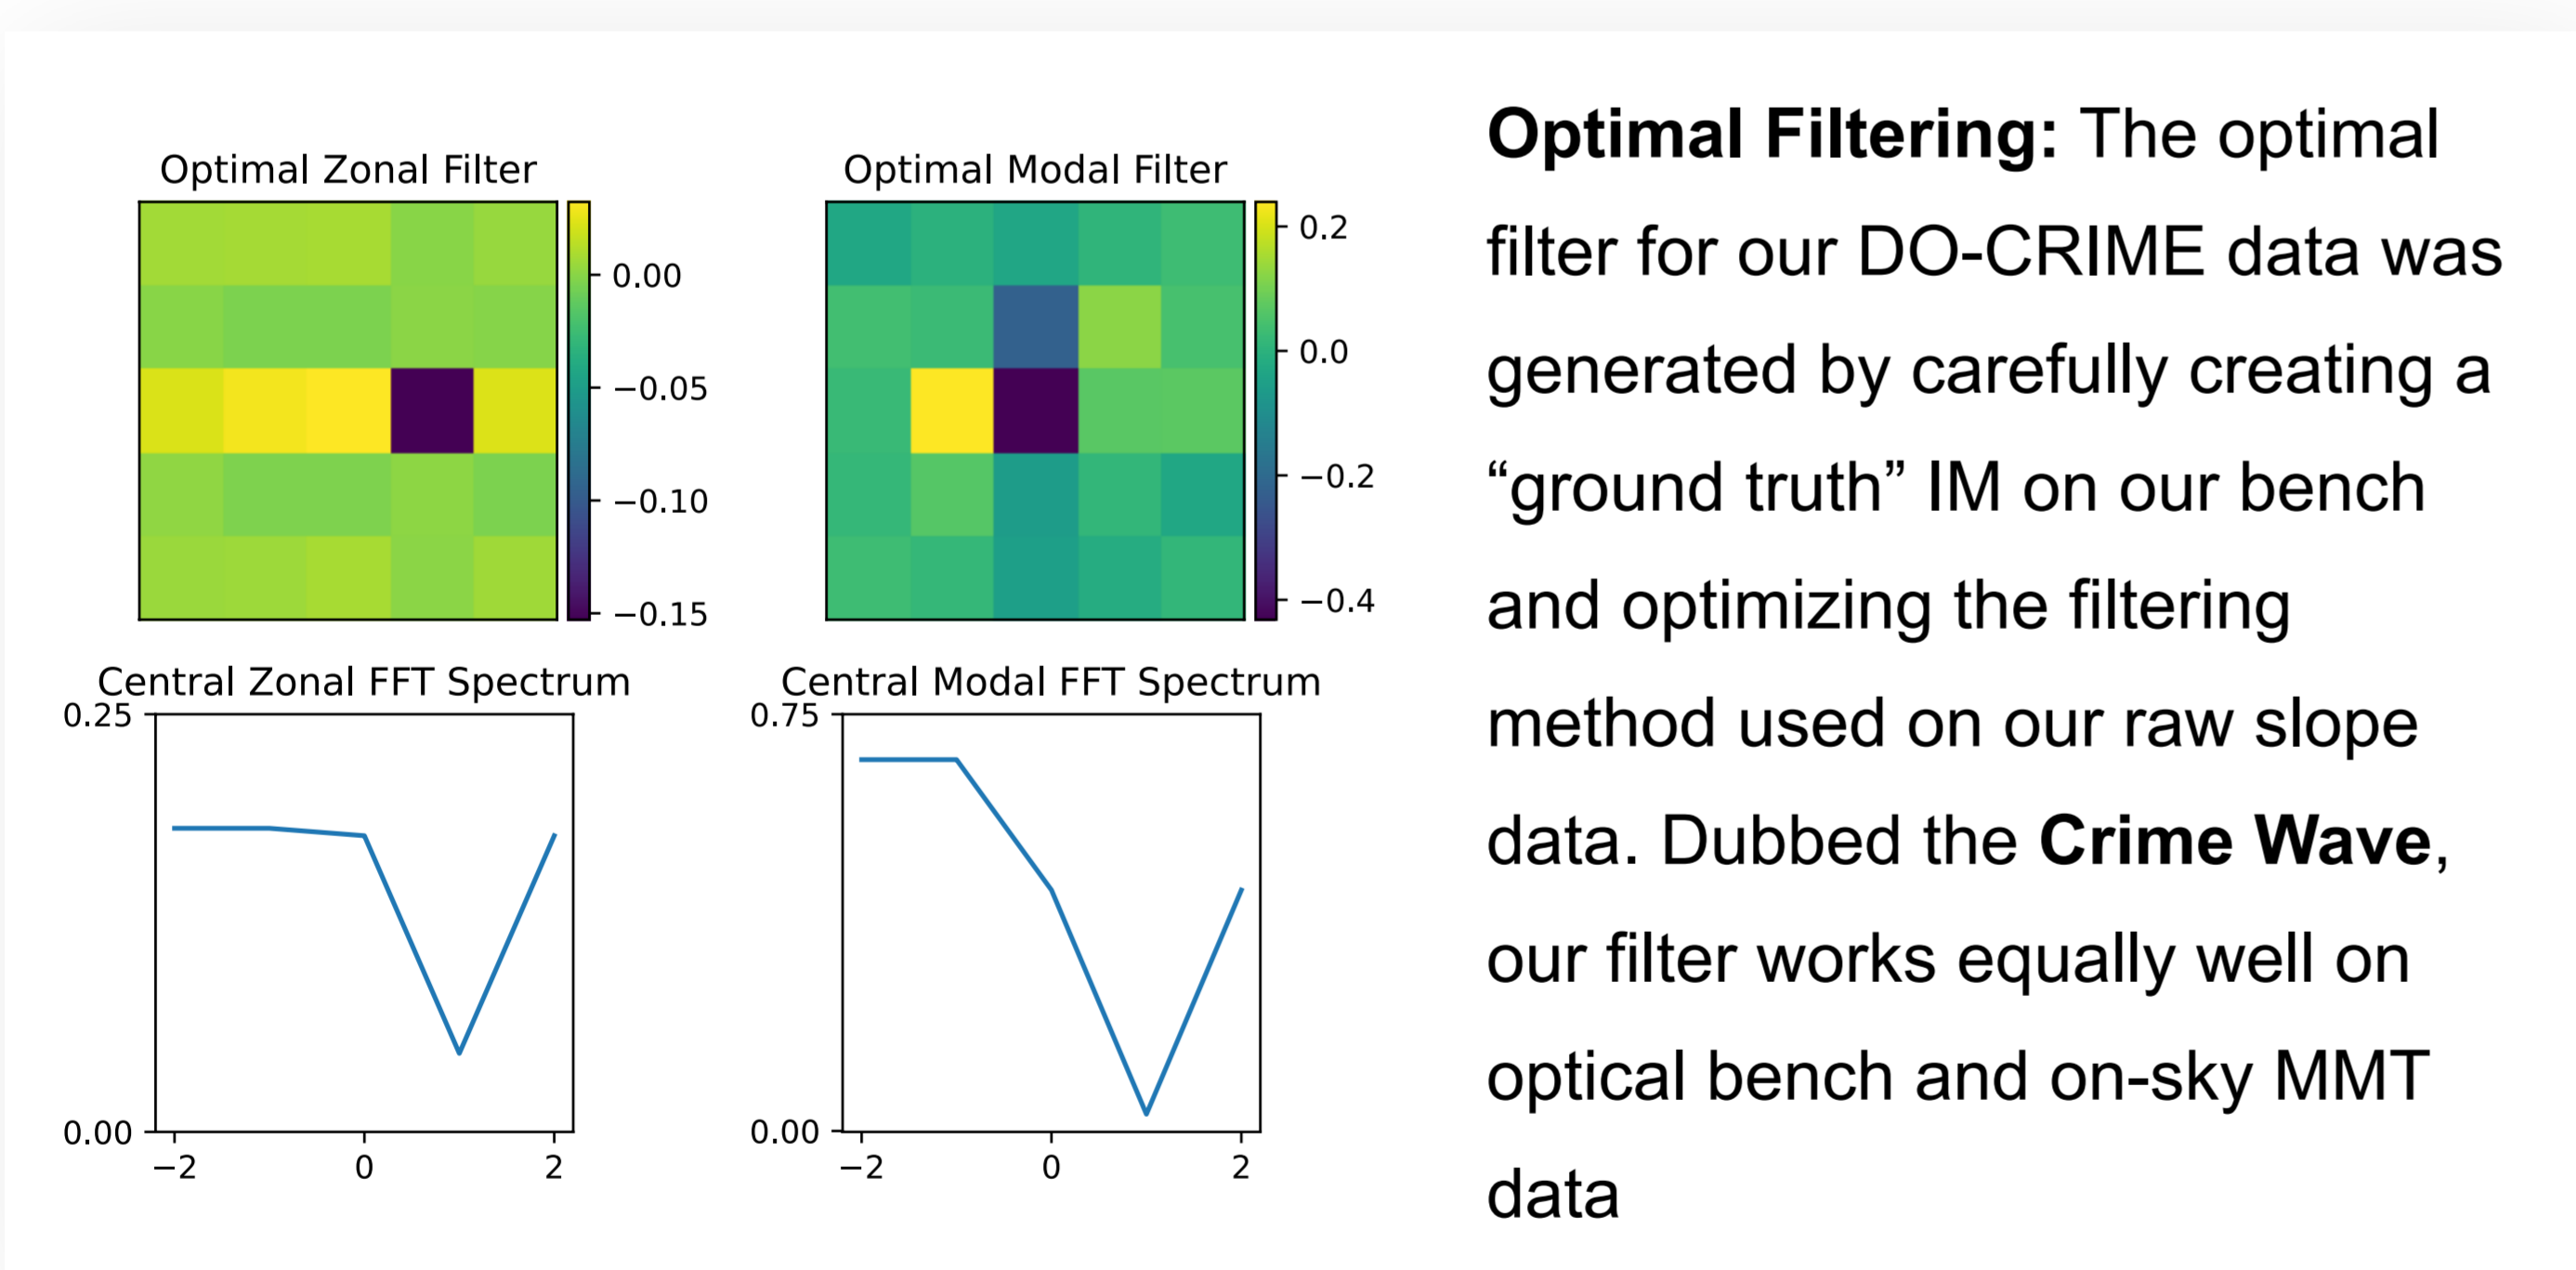 Optimal Zonal Filter
0.00
−0.05
−0.10
−0.15
Optimal Modal Filter
0.2
0.0
−0.2
−0.4
Central Zonal FFT Spectrum
0.25
0.00
−2 0 2
Central Modal FFT Spectrum
0.75
0.00
−2 0 2
Optimal Filtering: The optimal
filter for our DO-CRIME data was
generated by carefully creating a
“ground truth” IM on our bench
and optimizing the filtering
method used on our raw slope
data. Dubbed the Crime Wave,
our filter works equally well on
optical bench and on-sky MMT
data